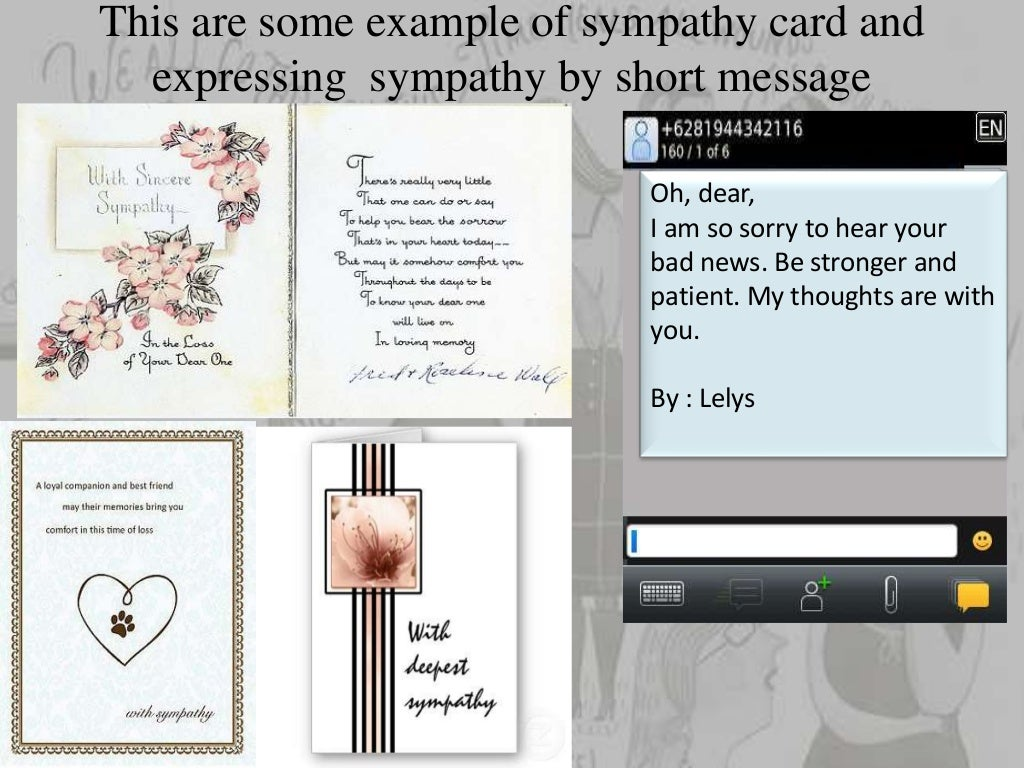 This are some example of sympathy card and
expressing sympathy by short message
With Sincere
Sympathy
In the Loss
of Your Dear One
There's really very little
That one can do or say
To help you bear the sorrow
That's in your heart today--
But may it somehow comfort you
Throughout the days to be
To know your dear one
will live on
In loving memory
A loyal companion and best friend
may their memories bring you
comfort in this time of loss
with sympathy
With
deepest
sympathy
+6281944342116
160 / 1 of 6
EN
Oh, dear,
I am so sorry to hear your
bad news. Be stronger and
patient. My thoughts are with
you.
By : Lelys